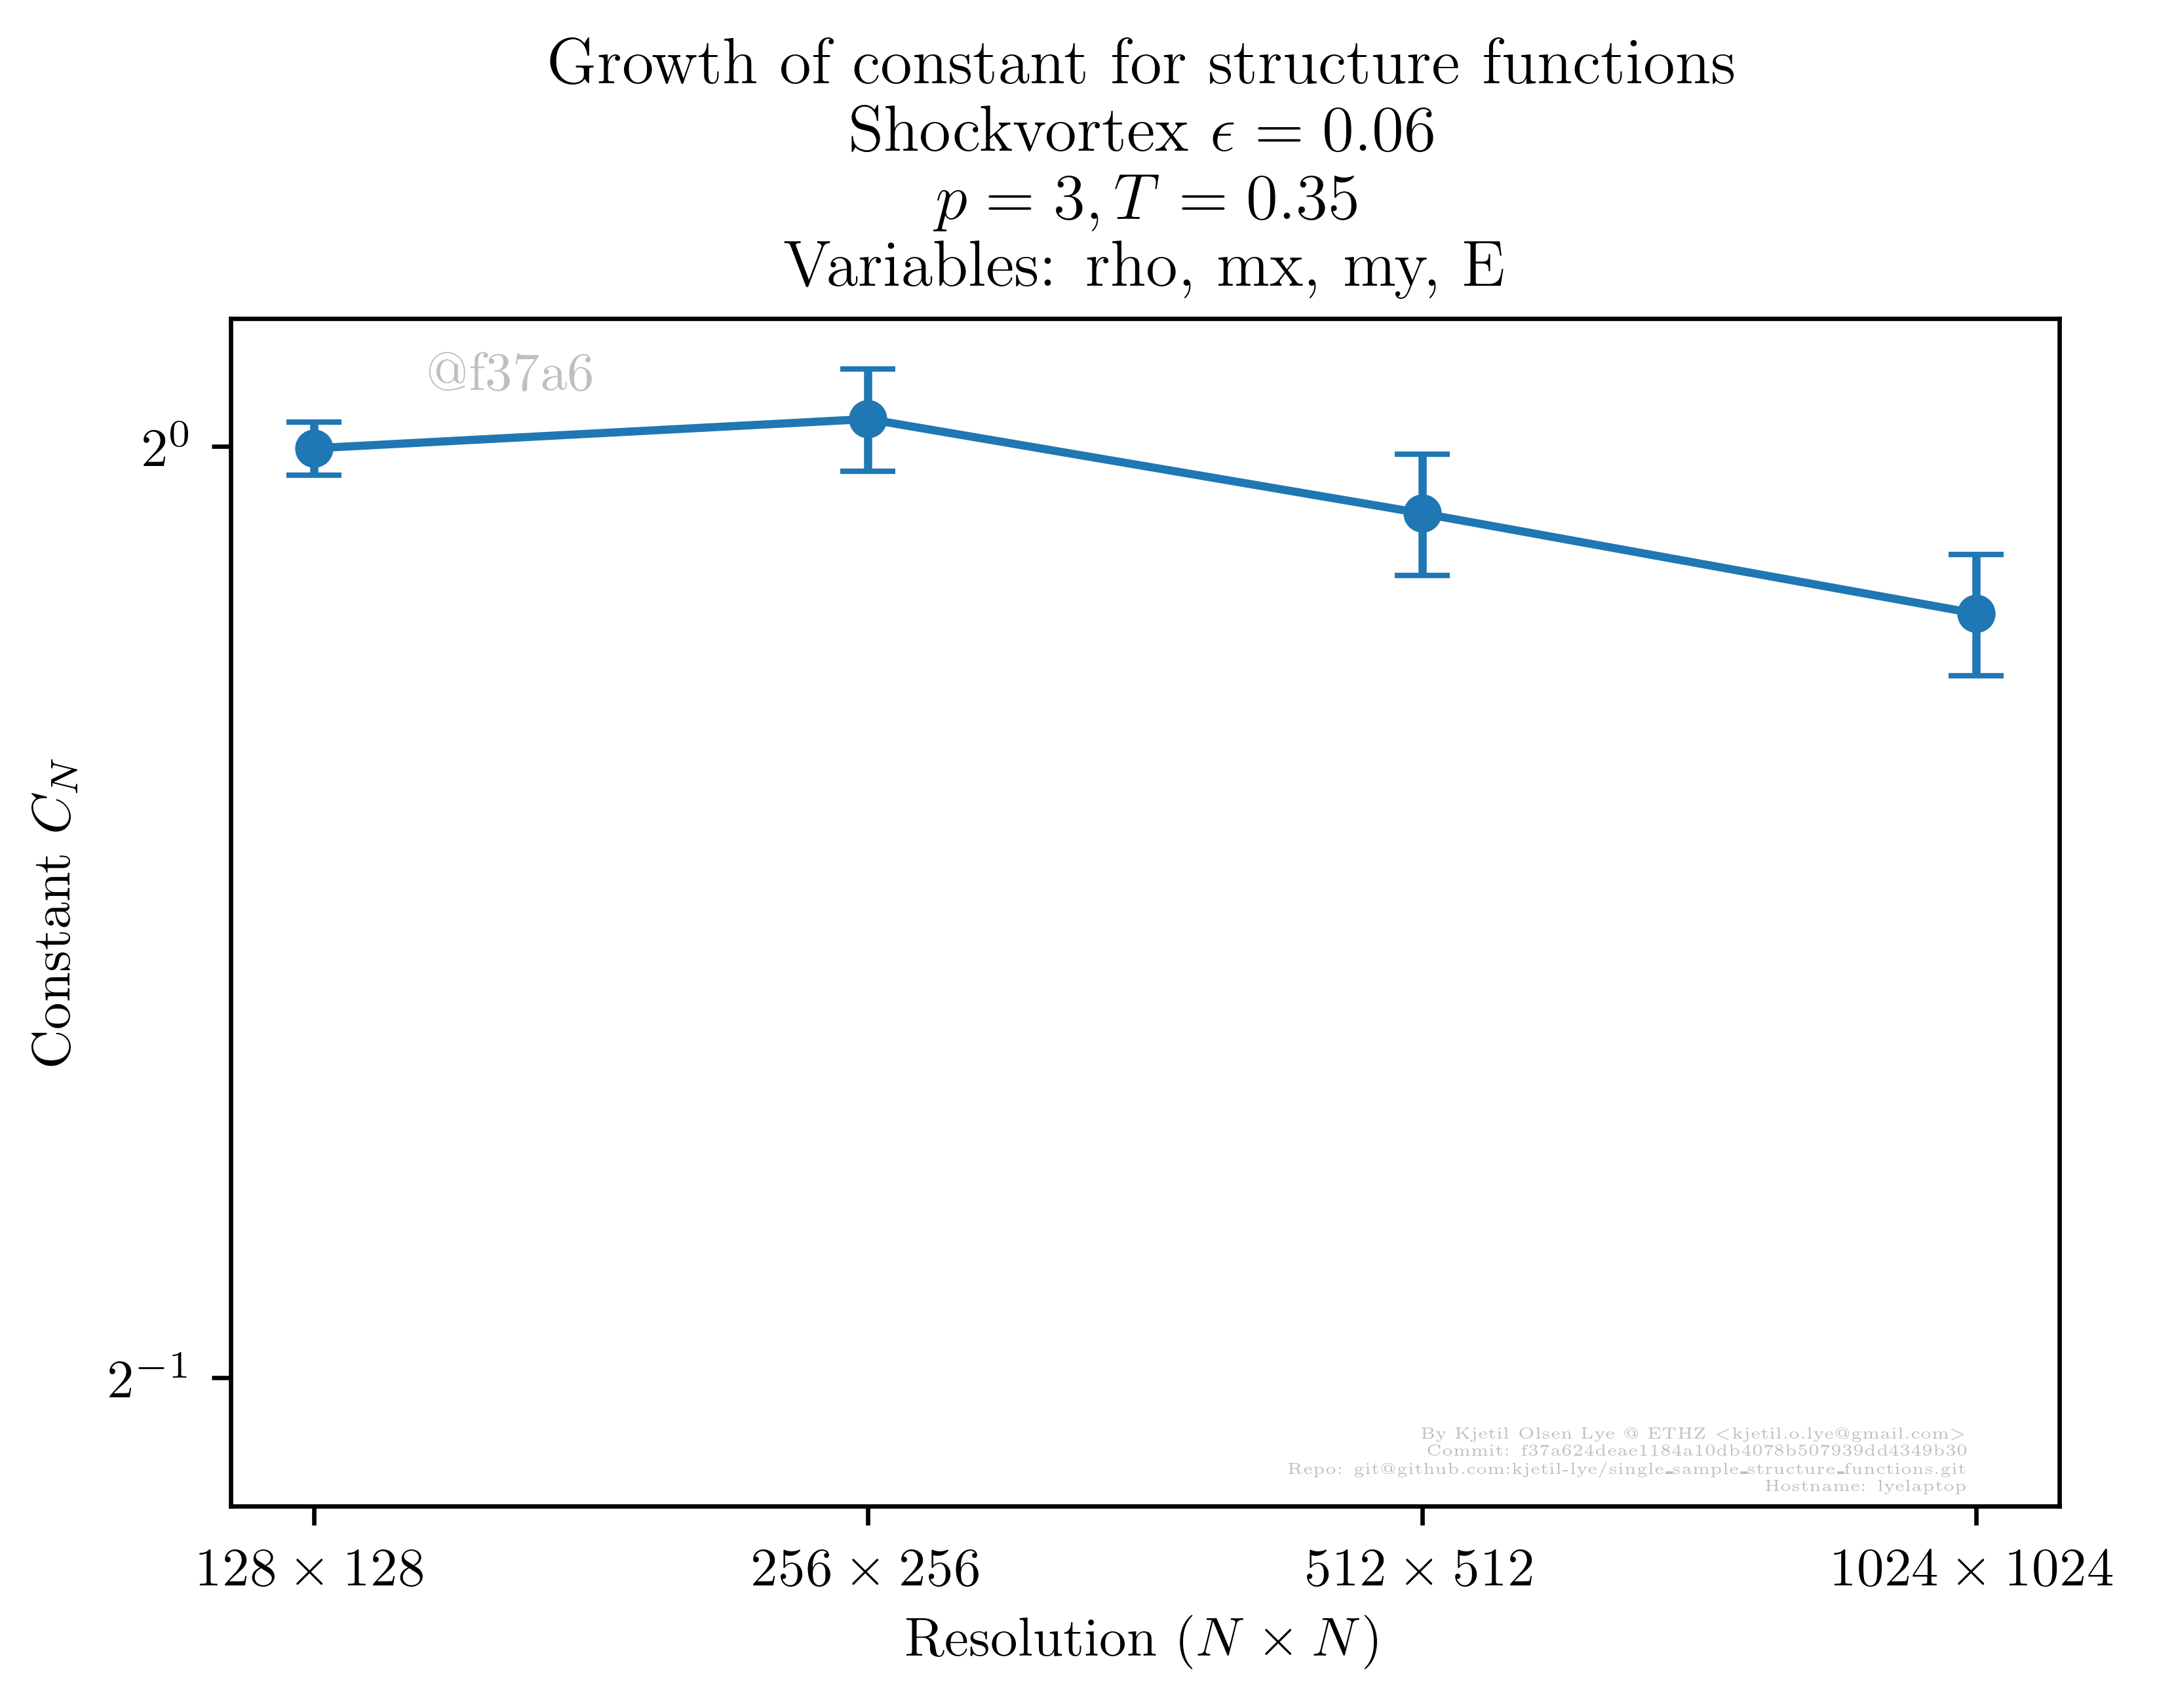 Growth of constant for structure functions
Shockvortex ϵ = 0.06
p = 3, T = 0.35
Variables: rho, mx, my, E
@f37a6
2⁰
Constant C_N
2⁻¹
By Kjetil Olsen Lye @ ETHZ <kjetil.o.lye@gmail.com>
Commit: f37a624deae1184a10db4078b507939dd4349b30
Repo: git@github.com:kjetil-lye/single_sample_structure_functions.git
Hostname: lyelaptop
128 × 128 256 × 256 512 × 512 1024 × 1024
Resolution (N × N)